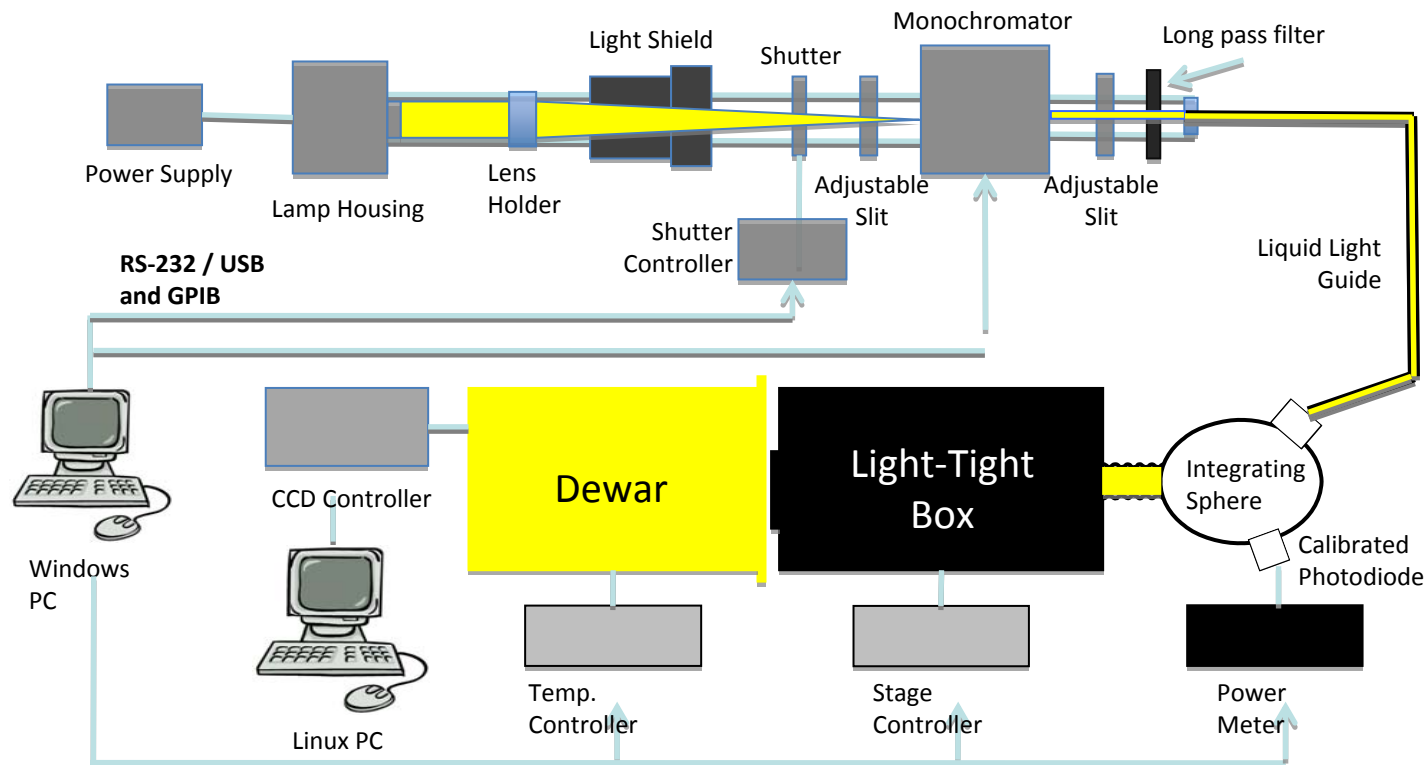 Monochromator
Long pass filter
Light Shield
Shutter
Power Supply
Lamp Housing
Lens
Holder
Adjustable
Slit
Adjustable
Slit
Shutter
Controller
RS-232 / USB
and GPIB
Liquid Light
Guide
CCD Controller
Dewar
Light-Tight
Box
Integrating
Sphere
Windows
PC
Calibrated
Photodiode
Linux PC
Temp.
Controller
Stage
Controller
Power
Meter